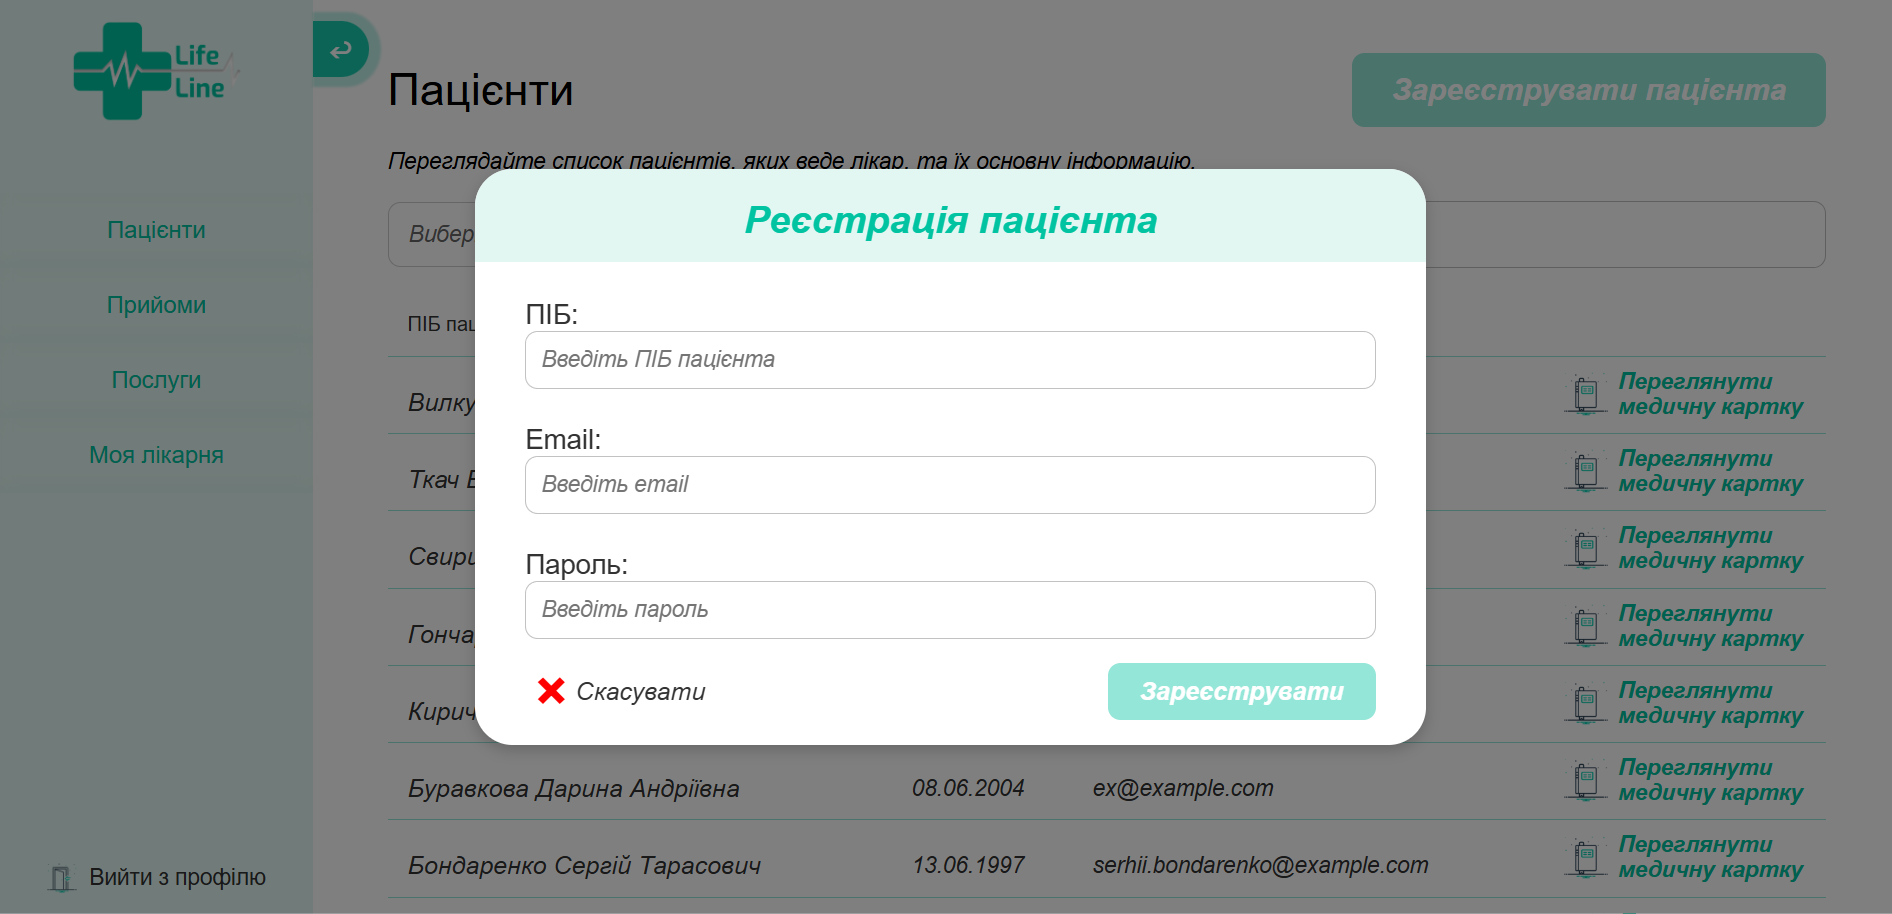 Life
Line
Пацієнти
Прийоми
Послуги
Моя лікарня
Вийти з профілю
Пацієнти
Зареєструвати пацієнта
Переглядайте список пацієнтів, яких веде лікар, та їх основну інформацію.
Реєстрація пацієнта
ПІБ:
Введіть ПІБ пацієнта
Email:
Введіть email
Пароль:
Введіть пароль
Скасувати
Зареєструвати
ПІБ
Переглянути
медичну картку
Ткач
Переглянути
медичну картку
Переглянути
медичну картку
Переглянути
медичну картку
Переглянути
медичну картку
Буравкова Дарина Андріївна 08.06.2004 ex@example.com
Переглянути
медичну картку
Бондаренко Сергій Тарасович 13.06.1997 serhii.bondarenko@example.com
Переглянути
медичну картку